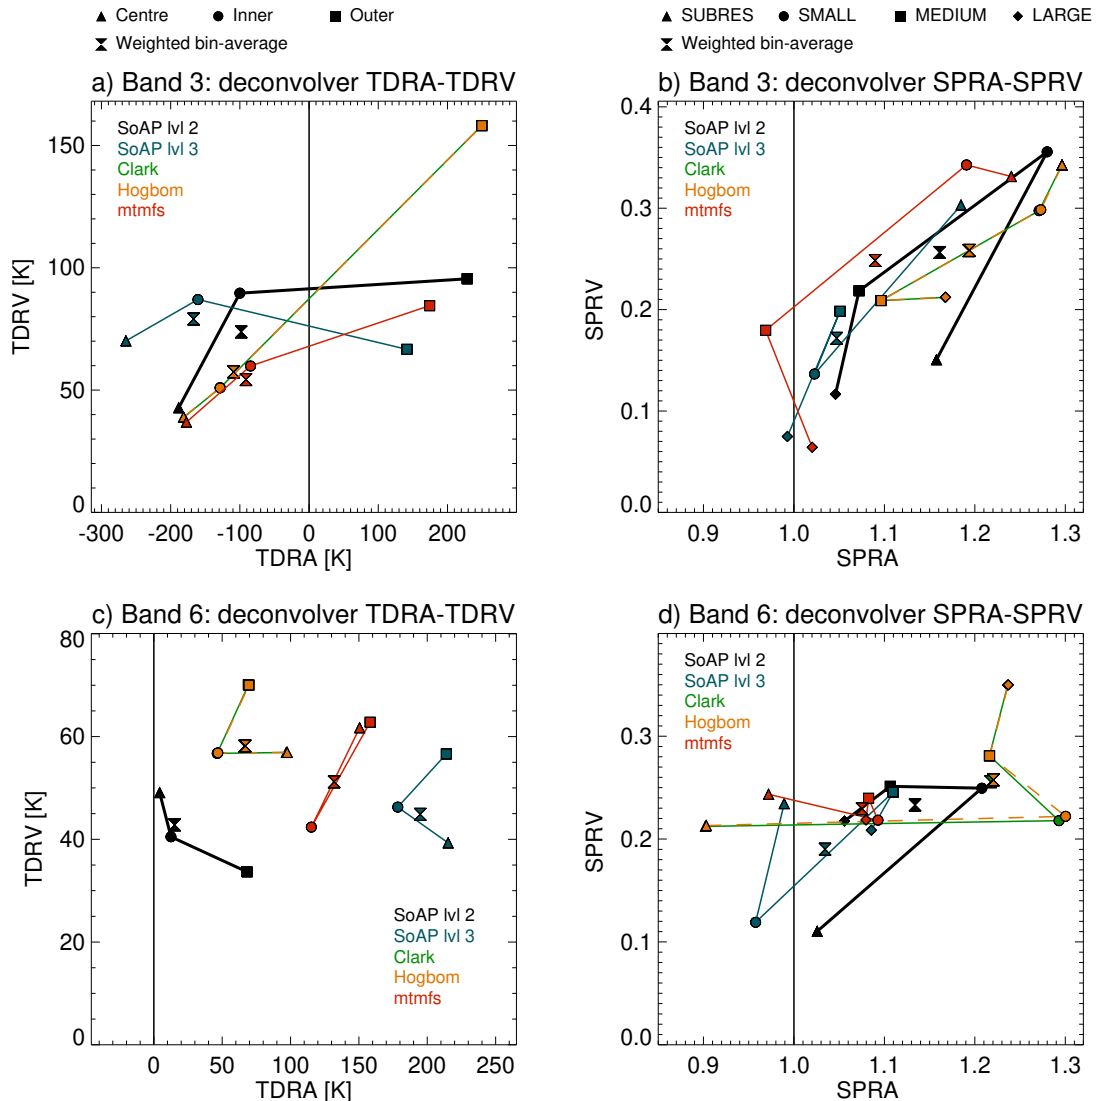 Centre Inner Outer
Weighted bin-average
SUBRES SMALL MEDIUM LARGE
Weighted bin-average
a) Band 3: deconvolver TDRA-TDRV
SoAP lvl 2
SoAP lvl 3
Clark
Hogbom
mtmfs
150
100
50
0
TDRV [K]
-300 -200 -100 0 100 200
TDRA [K]
b) Band 3: deconvolver SPRA-SPRV
SoAP lvl 2
SoAP lvl 3
Clark
Hogbom
mtmfs
0.4
0.3
0.2
0.1
0.0
SPRV
0.9 1.0 1.1 1.2 1.3
SPRA
c) Band 6: deconvolver TDRA-TDRV
80
60
40
20
0
TDRV [K]
SoAP lvl 2
SoAP lvl 3
Clark
Hogbom
mtmfs
0 50 100 150 200 250
TDRA [K]
d) Band 6: deconvolver SPRA-SPRV
SoAP lvl 2
SoAP lvl 3
Clark
Hogbom
mtmfs
0.3
0.2
0.1
0.0
SPRV
0.9 1.0 1.1 1.2 1.3
SPRA